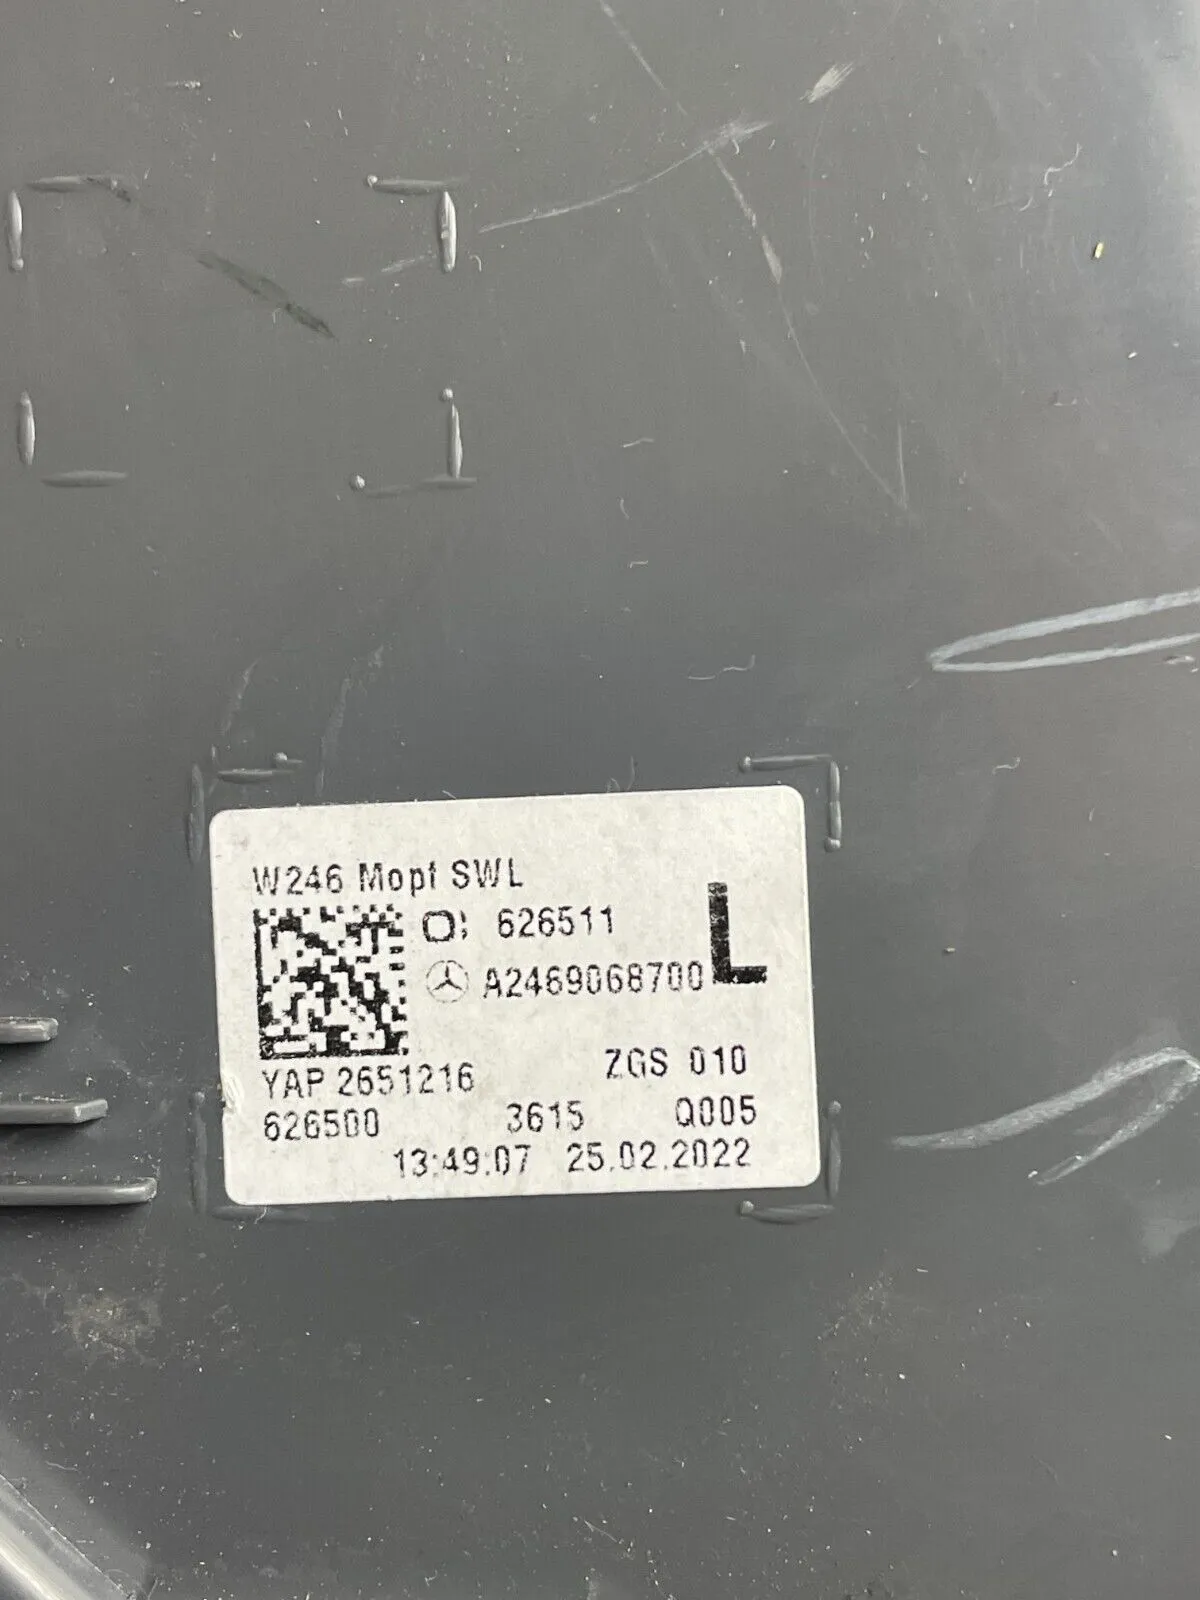 W246 Mopf SWL
626511
L
A2469068700
YAP 2651216 ZGS 010
626500 3615 Q005
13:49:07 25.02.2022